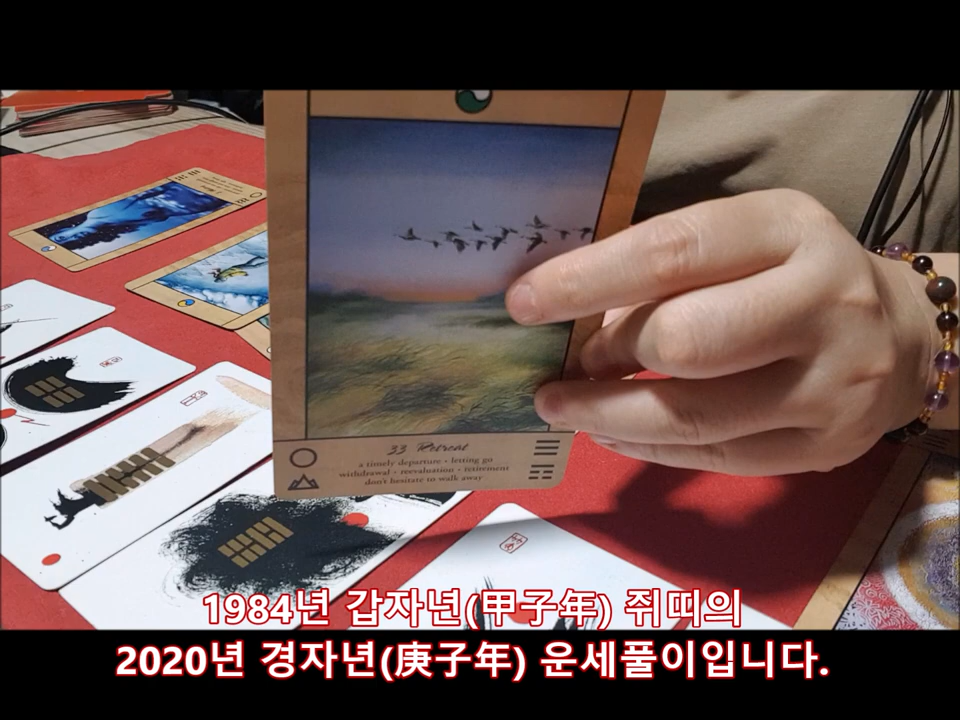 33 Retreat
a timely departure • letting go
withdrawal • reevaluation • retirement
don't hesitate to walk away
1984년 갑자년(甲子年) 쥐띠의
2020년 경자년(庚子年) 운세풀이입니다.